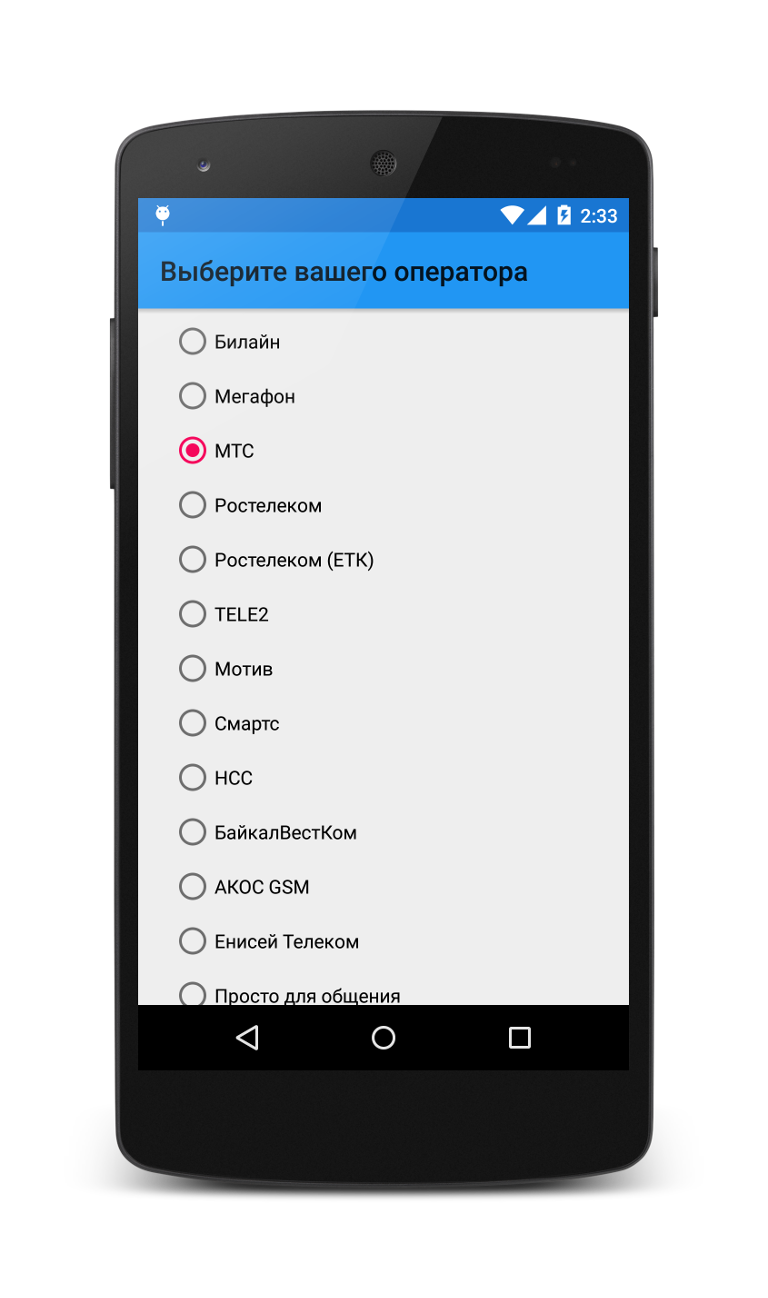 2:33
Выберите вашего оператора
Билайн
Мегафон
МТС
Ростелеком
Ростелеком (ЕТК)
TELE2
Мотив
Смартс
НСС
БайкалВестКом
АКОС GSM
Енисей Телеком
Просто для общения